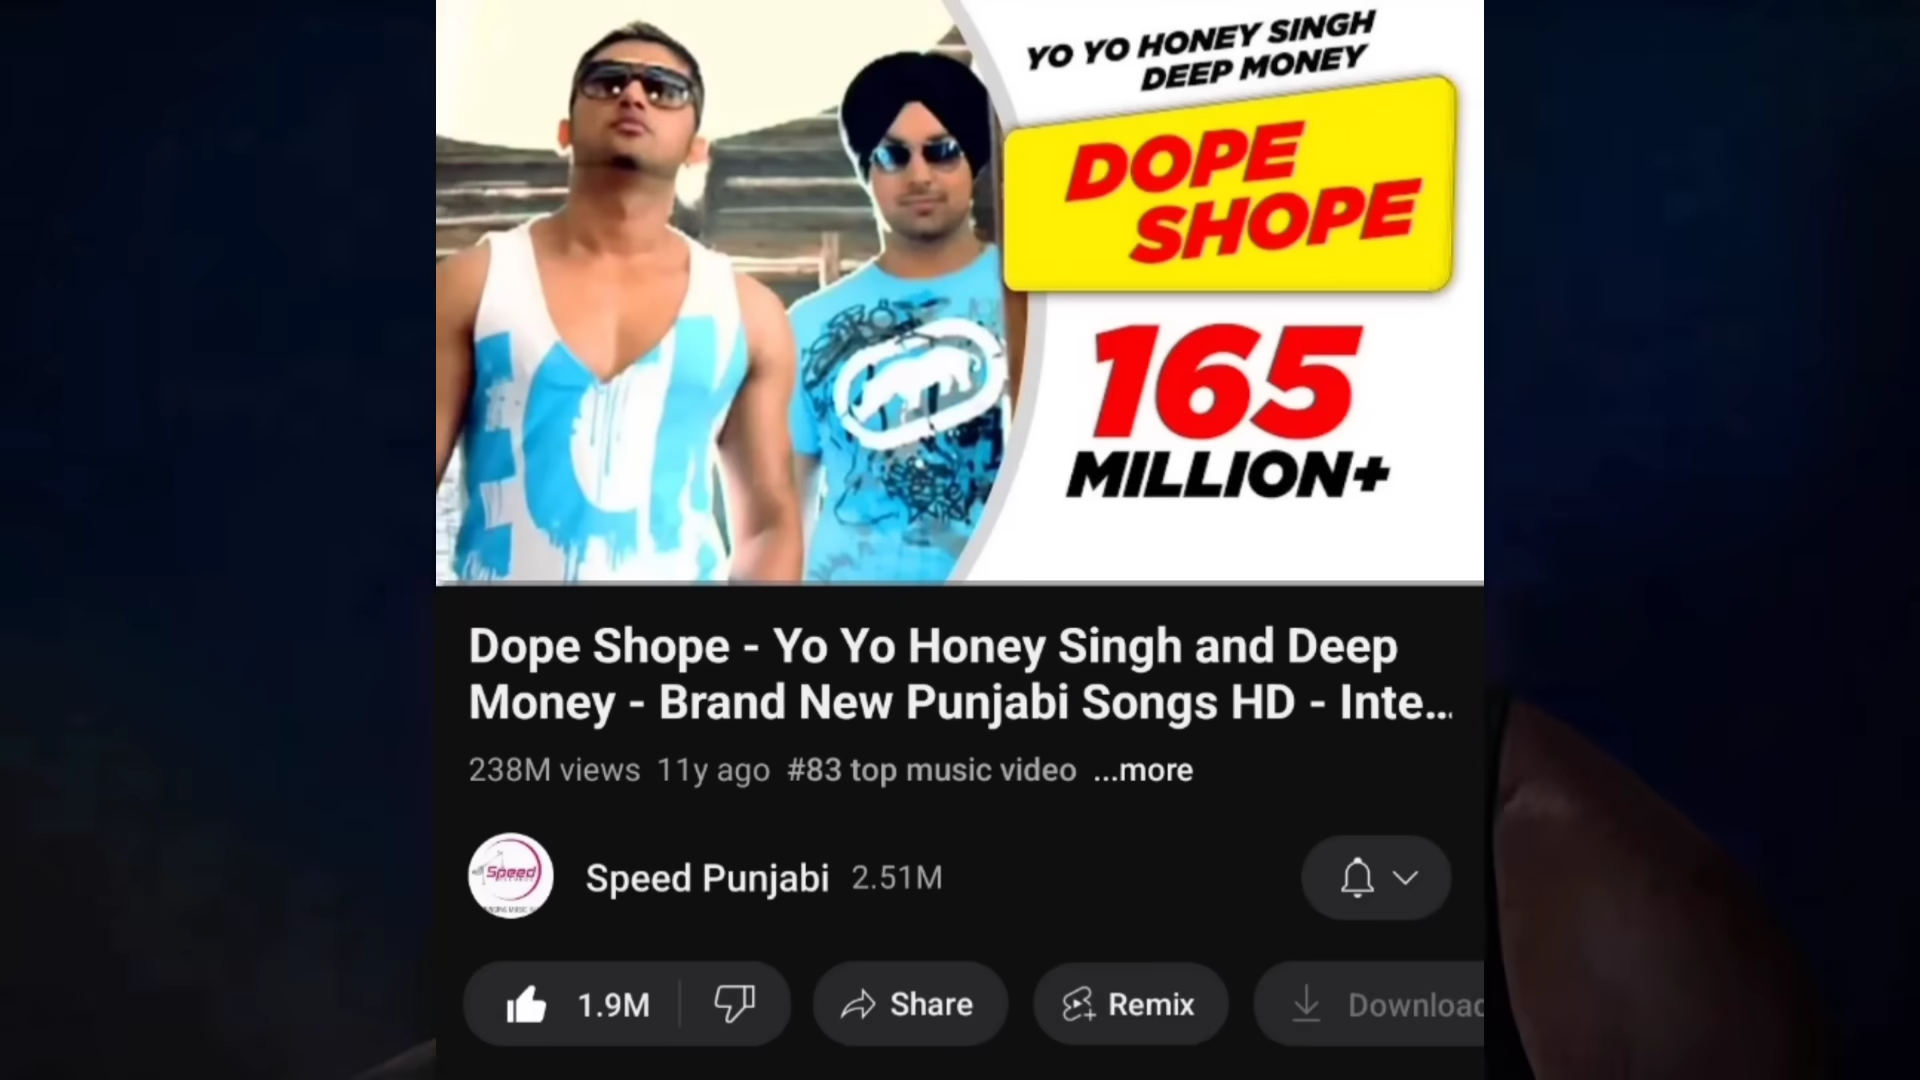 YO YO HONEY SINGH
DEEP MONEY
DOPE
SHOPE
165
MILLION+
Dope Shope - Yo Yo Honey Singh and Deep
Money - Brand New Punjabi Songs HD - Inte...
238M views 11y ago #83 top music video ...more
Speed
Speed Punjabi 2.51M
1.9M Share Remix Download